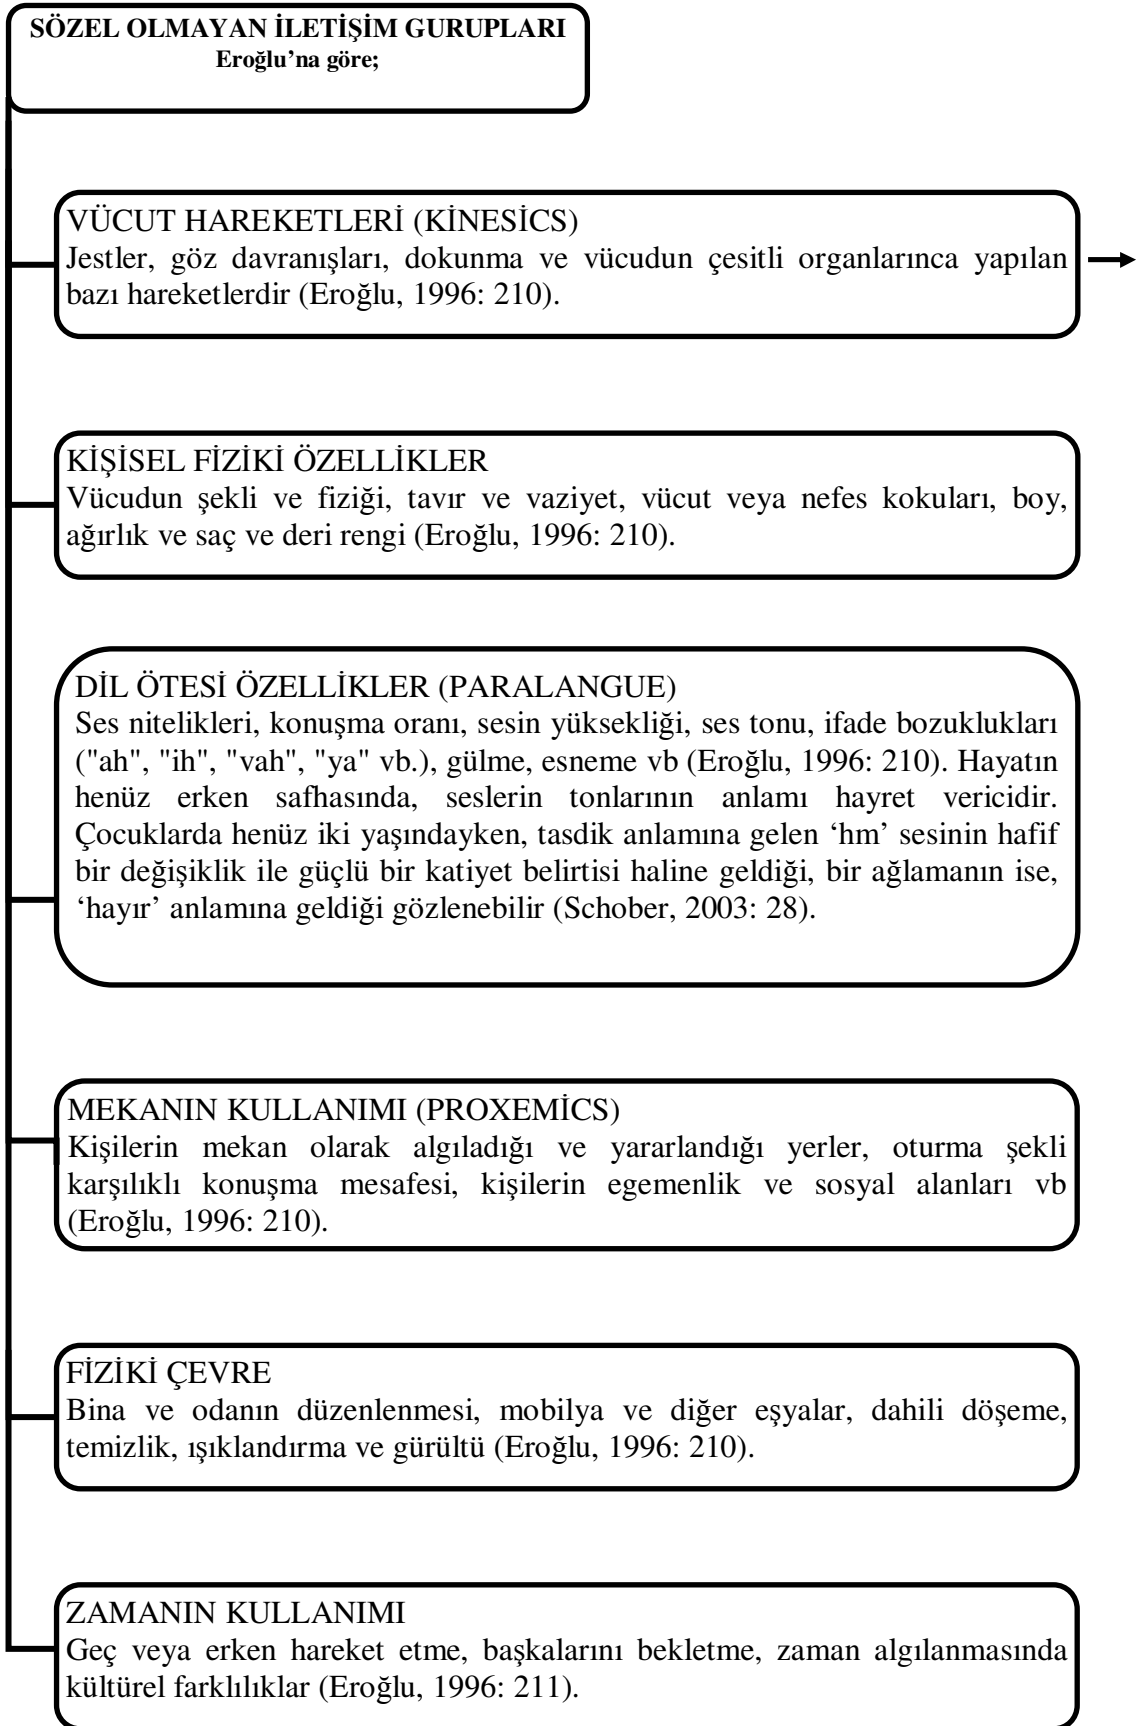 SÖZEL OLMAYAN İLETİŞİM GURUPLARI
Eroğlu’na göre;
VÜCUT HAREKETLERİ (KİNESİCS)
Jestler, göz davranışları, dokunma ve vücudun çesitli organlarınca yapılan
bazı hareketlerdir (Eroğlu, 1996: 210).
KİŞİSEL FİZİKİ ÖZELLİKLER
Vücudun şekli ve fiziği, tavır ve vaziyet, vücut veya nefes kokuları, boy,
ağırlık ve saç ve deri rengi (Eroğlu, 1996: 210).
DİL ÖTESİ ÖZELLİKLER (PARALANGUE)
Ses nitelikleri, konuşma oranı, sesin yüksekliği, ses tonu, ifade bozuklukları
("ah", "ih", "vah", "ya" vb.), gülme, esneme vb (Eroğlu, 1996: 210). Hayatın
henüz erken safhasında, seslerin tonlarının anlamı hayret vericidir.
Çocuklarda henüz iki yaşındayken, tasdik anlamına gelen ‘hm’ sesinin hafif
bir değişiklik ile güçlü bir katiyet belirtisi haline geldiği, bir ağlamanın ise,
‘hayır’ anlamına geldiği gözlenebilir (Schober, 2003: 28).
MEKANIN KULLANIMI (PROXEMİCS)
Kişilerin mekan olarak algıladığı ve yararlandığı yerler, oturma şekli
karşılıklı konuşma mesafesi, kişilerin egemenlik ve sosyal alanları vb
(Eroğlu, 1996: 210).
FİZİKİ ÇEVRE
Bina ve odanın düzenlenmesi, mobilya ve diğer eşyalar, dahili döşeme,
temizlik, ışıklandırma ve gürültü (Eroğlu, 1996: 210).
ZAMANIN KULLANIMI
Geç veya erken hareket etme, başkalarını bekletme, zaman algılanmasında
kültürel farklılıklar (Eroğlu, 1996: 211).